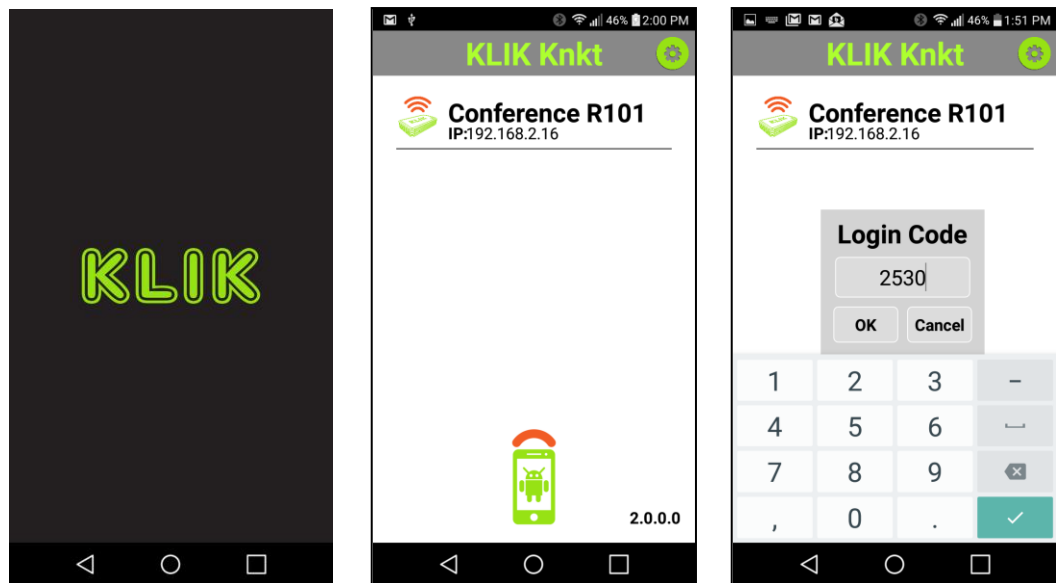 KLIK
46% 2:00 PM
KLIK Knkt
Conference R101
IP:192.168.2.16
2.0.0.0
46% 1:51 PM
KLIK Knkt
Conference R101
IP:192.168.2.16
Login Code
2530
OK Cancel
1 2 3 -
4 5 6
7 8 9
, 0 .